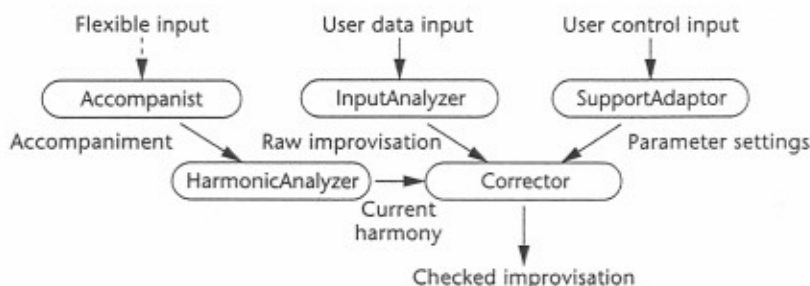 Flexible input
User data input
User control input
Accompanist
InputAnalyzer
SupportAdaptor
Accompaniment
Raw improvisation
Parameter settings
HarmonicAnalyzer
Corrector
Current
harmony
Checked improvisation